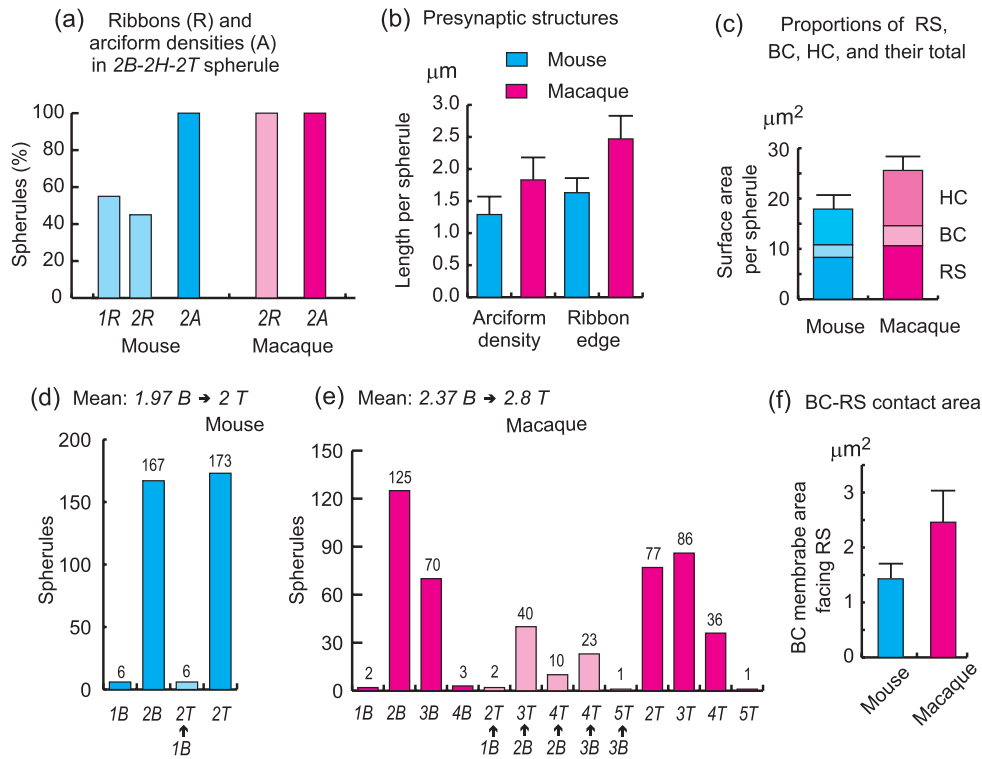 (a) Ribbons (R) and
arciform densities (A)
in 2B-2H-2T spherule
Spherules (%)
100
80
60
40
20
0
1R 2R 2A 2R 2A
Mouse Macaque
(b) Presynaptic structures
μm
Mouse
Macaque
Length per spherule
3.0
2.5
2.0
1.5
1.0
0.5
0.0
Arciform density
Ribbon edge
(c) Proportions of RS,
BC, HC, and their total
μm²
Surface area
per spherule
30
20
10
0
HC
BC
RS
Mouse Macaque
(d) Mean: 1.97 B ➔ 2 T
Mouse
Spherules
200
150
100
50
0
6 167 6 173
1B 2B 2T 2T
↑
1B
(e) Mean: 2.37 B ➔ 2.8 T
Macaque
Spherules
150
120
90
60
30
0
2 125 70 3 2 40 10 23 1 77 86 36 1
1B 2B 3B 4B 2T 3T 4T 4T 5T 2T 3T 4T 5T
↑ ↑ ↑ ↑ ↑
1B 2B 2B 3B 3B
(f) BC-RS contact area
μm²
BC membrabe area
facing RS
3
2
1
0
Mouse
Macaque